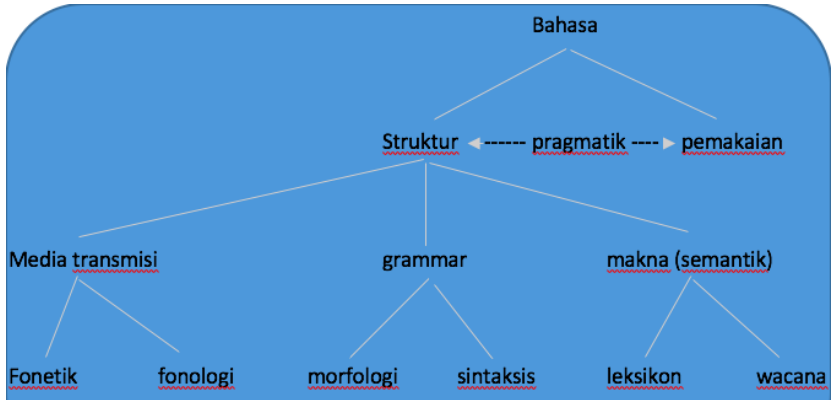 Bahasa
Struktur ◄------ pragmatik ----► pemakaian
Media transmisi grammar makna (semantik)
Fonetik fonologi morfologi sintaksis leksikon wacana